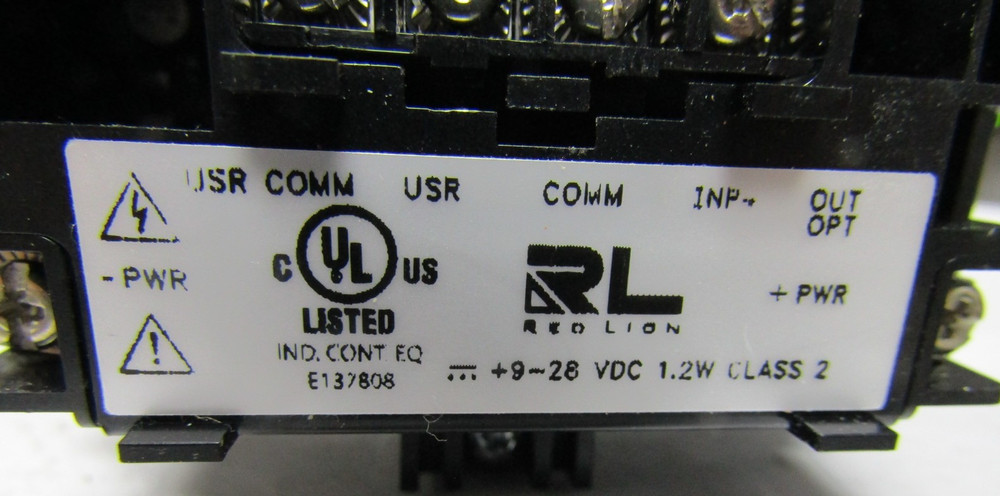 USR COMM USR COMM INP+ OUT
OPT
- PWR
C UL US
LISTED
IND. CONT. EQ
E137808
RL
RED LION
+ PWR
+9~28 VDC 1.2W CLASS 2